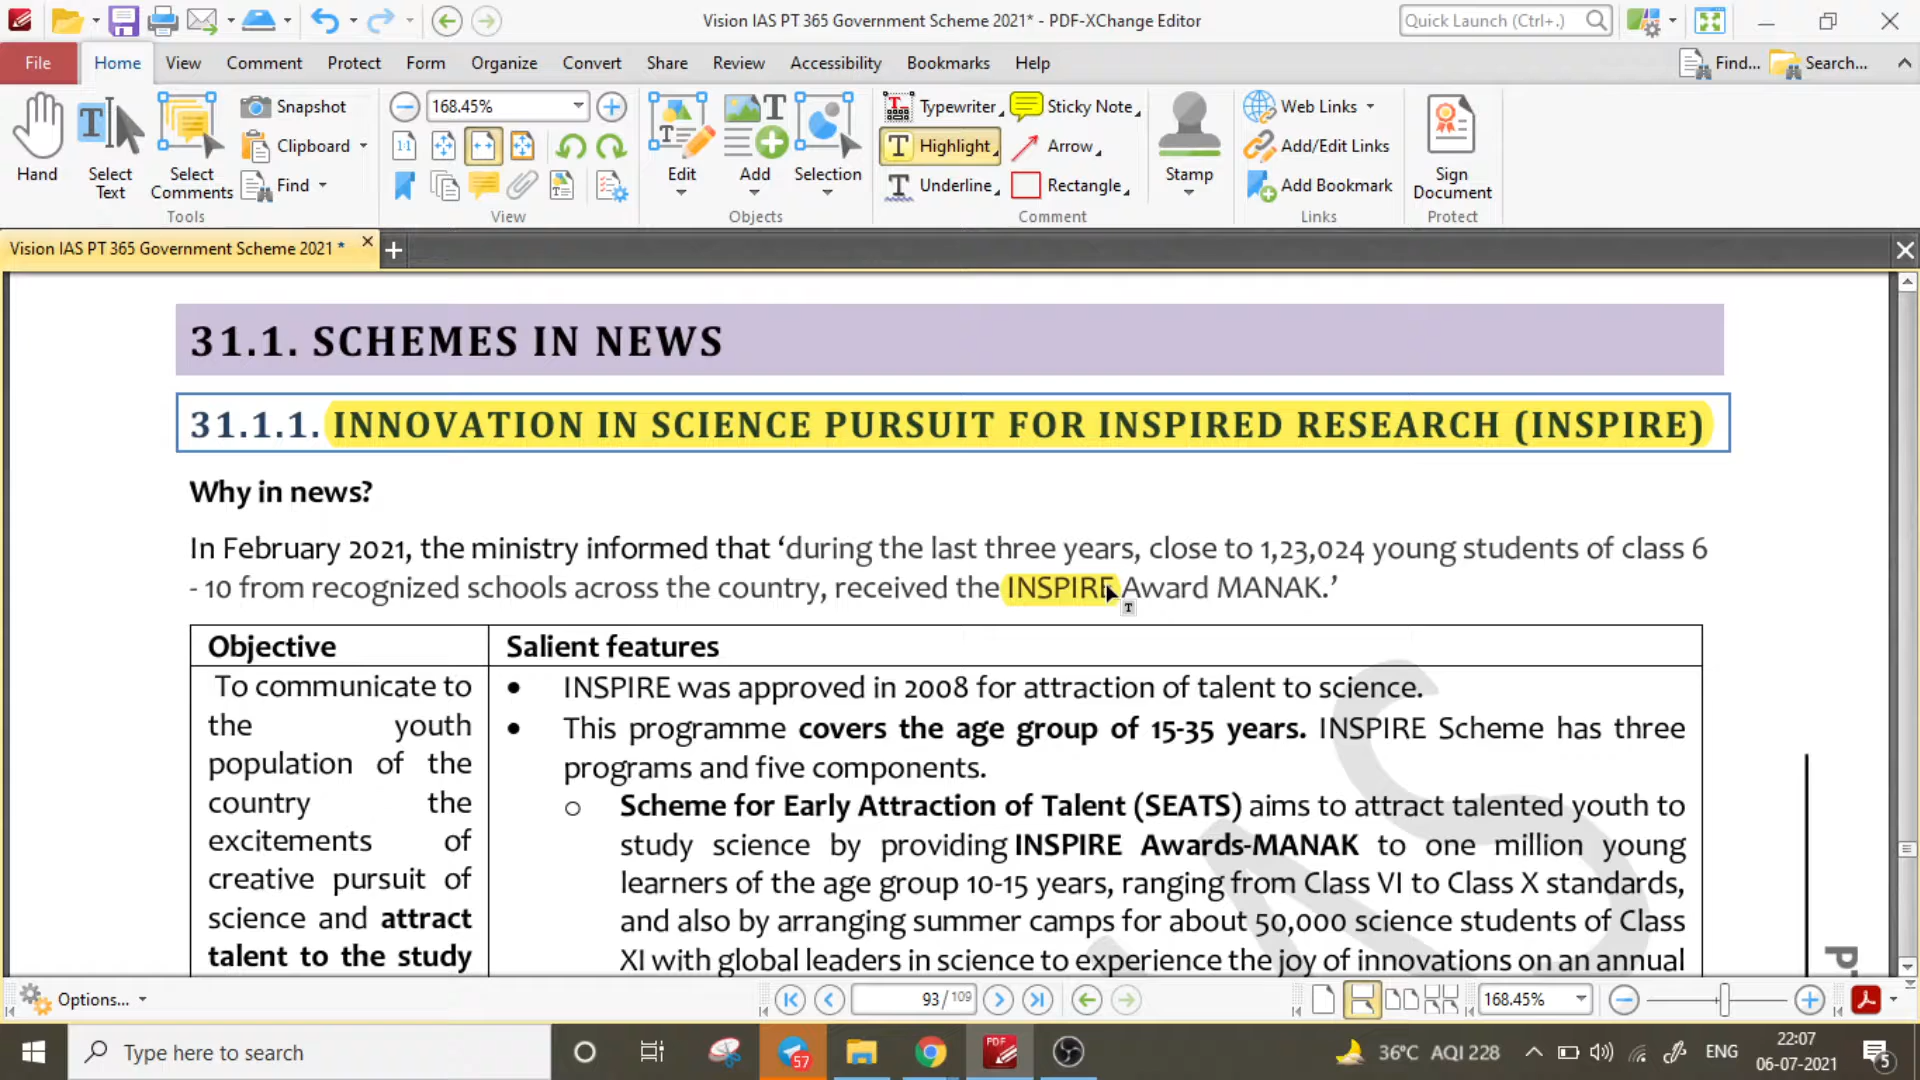 Vision IAS PT 365 Government Scheme 2021* - PDF-XChange Editor
Quick Launch (Ctrl+.)
File Home View Comment Protect Form Organize Convert Share Review Accessibility Bookmarks Help Find... Search...
Hand
Select Text
Select Comments
Snapshot
Clipboard
Find
Tools
168.45%
1:1
View
Edit
Add
Selection
Objects
Typewriter
Highlight
Underline
Sticky Note
Arrow
Rectangle
Stamp
Comment
Web Links
Add/Edit Links
Add Bookmark
Links
Sign Document
Protect
Vision IAS PT 365 Government Scheme 2021 *
31.1. SCHEMES IN NEWS
31.1.1. INNOVATION IN SCIENCE PURSUIT FOR INSPIRED RESEARCH (INSPIRE)
Why in news?
In February 2021, the ministry informed that ‘during the last three years, close to 1,23,024 young students of class 6
- 10 from recognized schools across the country, received the INSPIRE Award MANAK.’
Objective
To communicate to
the youth
population of the
country the
excitements of
creative pursuit of
science and attract
talent to the study
Salient features
• INSPIRE was approved in 2008 for attraction of talent to science.
• This programme covers the age group of 15-35 years. INSPIRE Scheme has three
programs and five components.
o Scheme for Early Attraction of Talent (SEATS) aims to attract talented youth to
study science by providing INSPIRE Awards-MANAK to one million young
learners of the age group 10-15 years, ranging from Class VI to Class X standards,
and also by arranging summer camps for about 50,000 science students of Class
XI with global leaders in science to experience the joy of innovations on an annual
Options...
93 / 109
168.45%
Type here to search
57
PDF
36°C AQI 228
ENG
22:07
06-07-2021
5